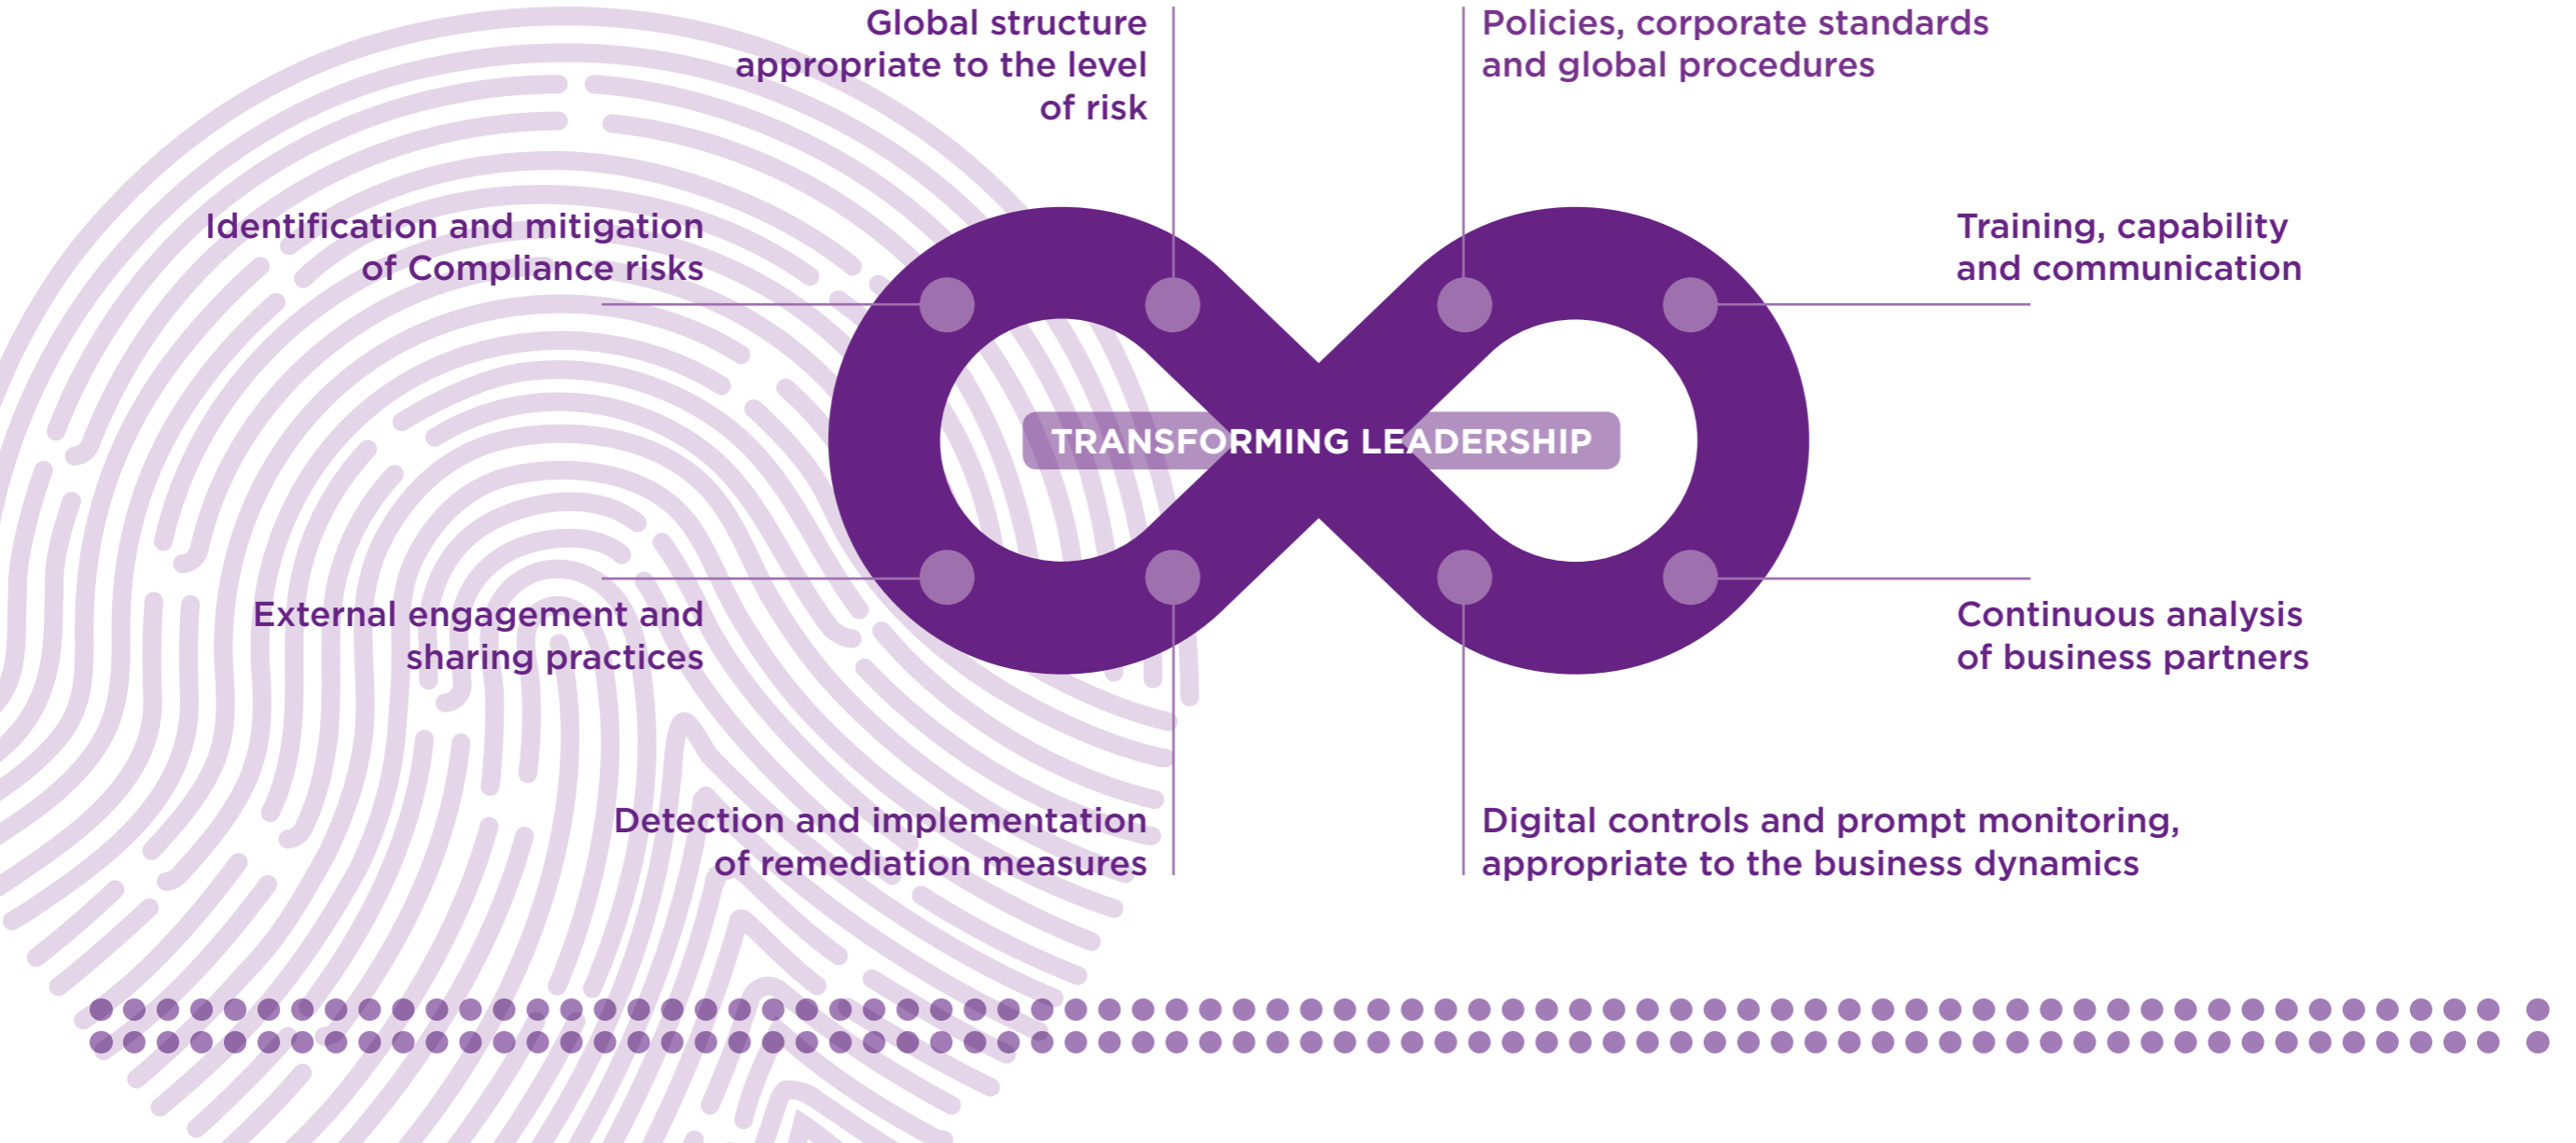 Global structure
appropriate to the level
of risk
Policies, corporate standards
and global procedures
Identification and mitigation
of Compliance risks
Training, capability
and communication
TRANSFORMING LEADERSHIP
External engagement and
sharing practices
Continuous analysis
of business partners
Detection and implementation
of remediation measures
Digital controls and prompt monitoring,
appropriate to the business dynamics